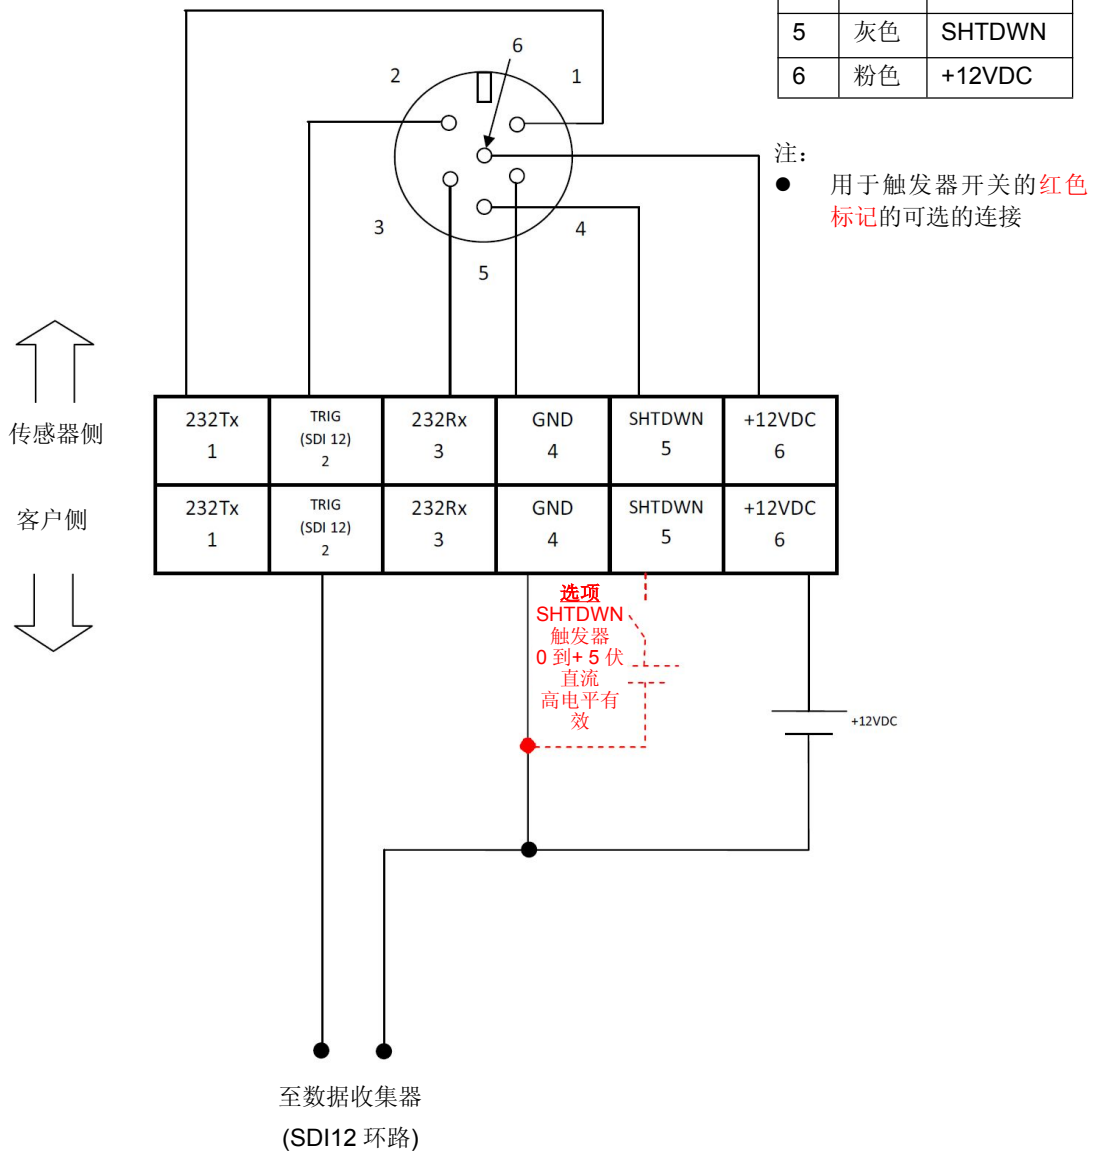 5 灰色 SHTDWN
6 粉色 +12VDC
注：
● 用于触发器开关的红色
标记的可选的连接
6
2
1
3
4
5
传感器侧
客户侧
232Tx
1
TRIG
(SDI 12)
2
232Rx
3
GND
4
SHTDWN
5
+12VDC
6
232Tx
1
TRIG
(SDI 12)
2
232Rx
3
GND
4
SHTDWN
5
+12VDC
6
选项
SHTDWN
触发器
0 到+ 5 伏
直流
高电平有
效
+12VDC
至数据收集器
(SDI12 环路)